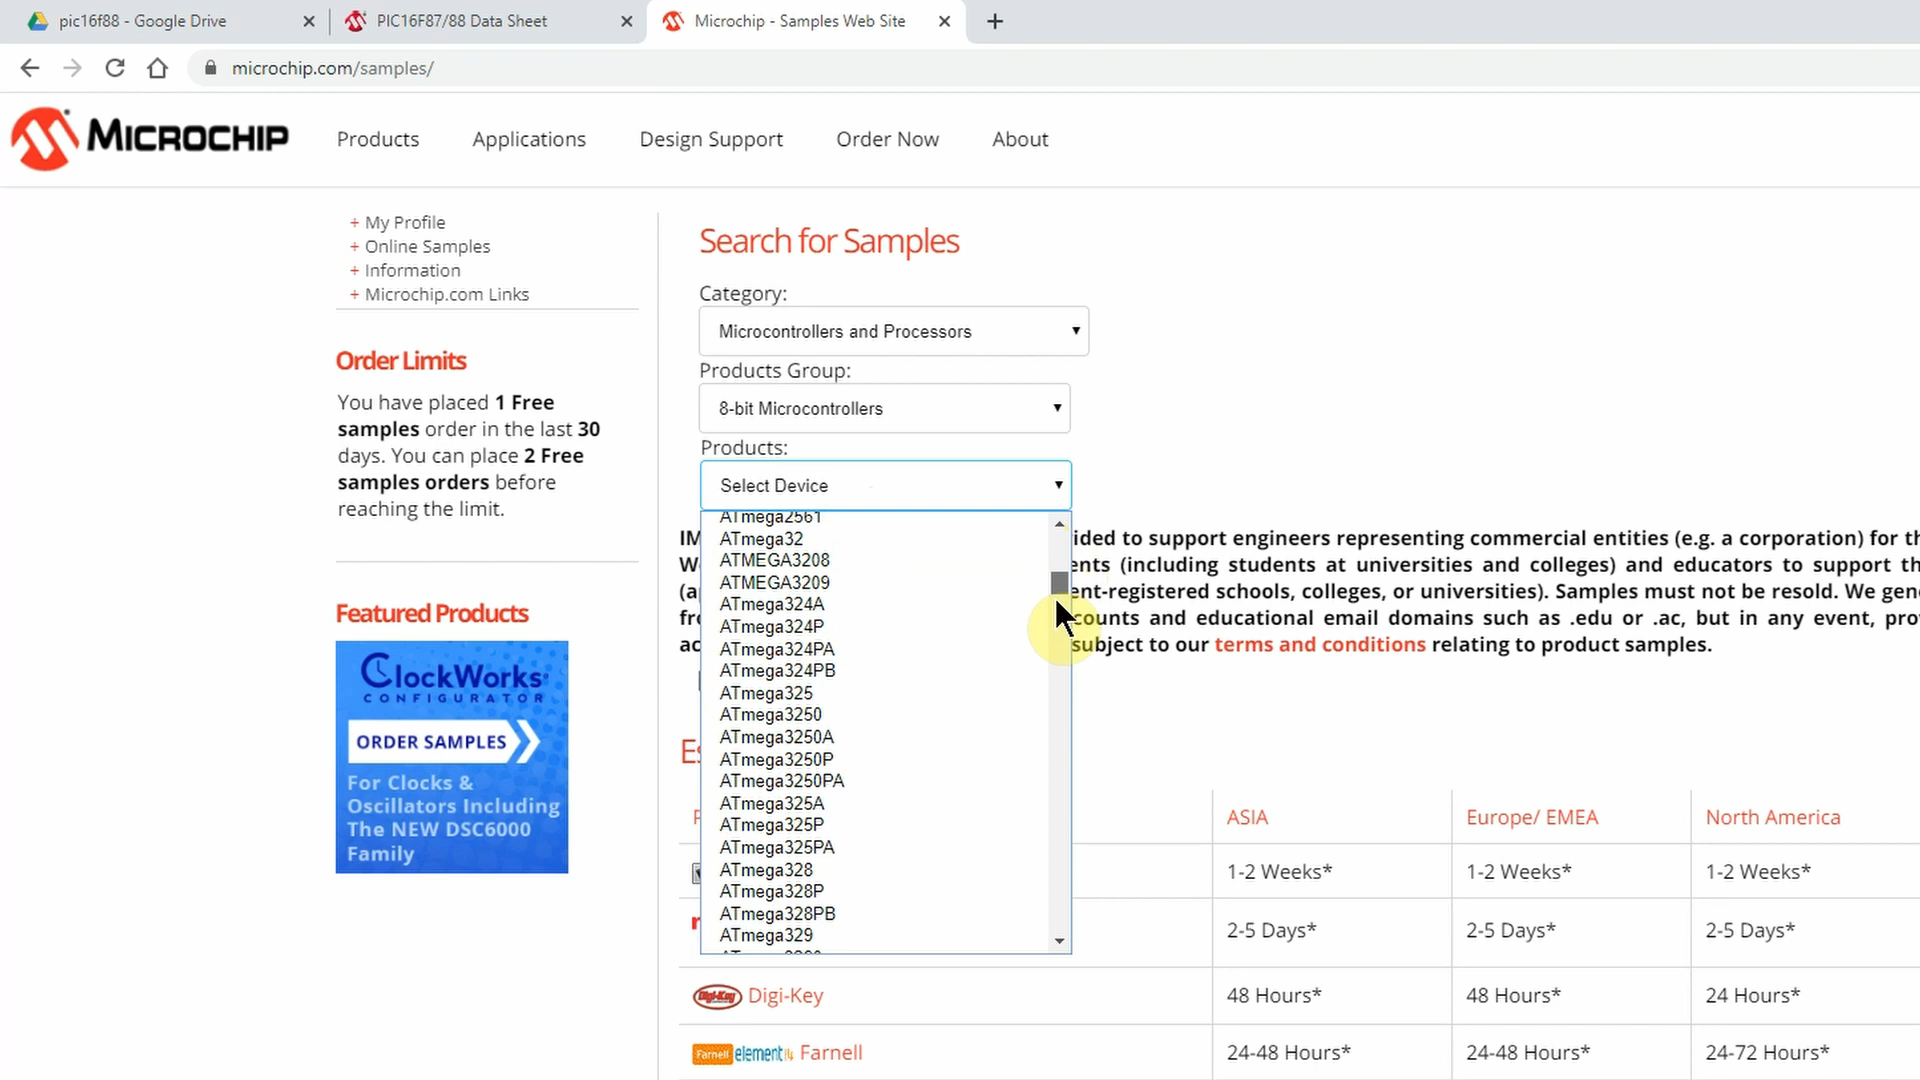 pic16f88 - Google Drive
PIC16F87/88 Data Sheet
Microchip - Samples Web Site
microchip.com/samples/
MICROCHIP
Products
Applications
Design Support
Order Now
About
+ My Profile
+ Online Samples
+ Information
+ Microchip.com Links
Order Limits
You have placed 1 Free
samples order in the last 30
days. You can place 2 Free
samples orders before
reaching the limit.
Featured Products
ClockWorks
CONFIGURATOR
ORDER SAMPLES
For Clocks &
Oscillators Including
The NEW DSC6000
Family
Search for Samples
Category:
Microcontrollers and Processors
Products Group:
8-bit Microcontrollers
Products:
Select Device
ATmega2561
ATmega32
ATMEGA3208
ATMEGA3209
ATmega324A
ATmega324P
ATmega324PA
ATmega324PB
ATmega325
ATmega3250
ATmega3250A
ATmega3250P
ATmega3250PA
ATmega325A
ATmega325P
ATmega325PA
ATmega328
ATmega328P
ATmega328PB
ATmega329
ided to support engineers representing commercial entities (e.g. a corporation) for th
ents (including students at universities and colleges) and educators to support th
ent-registered schools, colleges, or universities). Samples must not be resold. We gen
counts and educational email domains such as .edu or .ac, but in any event, prov
subject to our terms and conditions relating to product samples.
ASIA Europe/ EMEA North America
1-2 Weeks* 1-2 Weeks* 1-2 Weeks*
2-5 Days* 2-5 Days* 2-5 Days*
Digi-Key Digi-Key 48 Hours* 48 Hours* 24 Hours*
Farnell element14 Farnell 24-48 Hours* 24-48 Hours* 24-72 Hours*